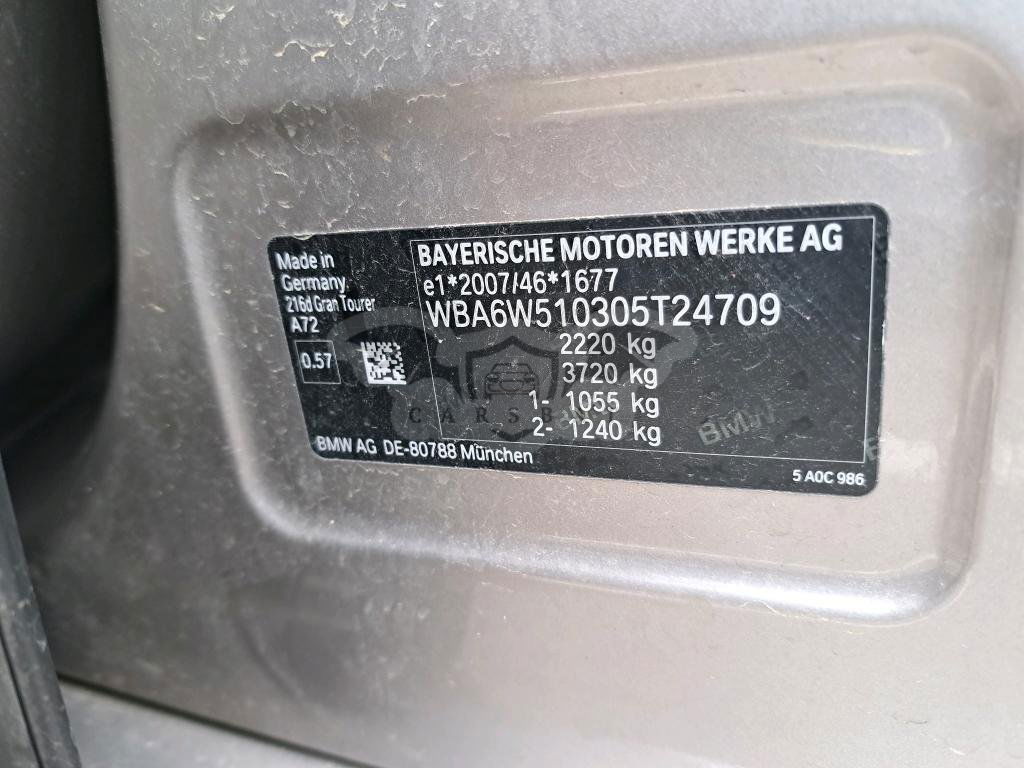 Made in
Germany
216d Gran Tourer
A72
0.57
BAYERISCHE MOTOREN WERKE AG
e1*2007/46*1677
WBA6W510305T24709
2220 kg
3720 kg
1- 1055 kg
2- 1240 kg
BMW AG DE-80788 München
5 A0C 986
BMW